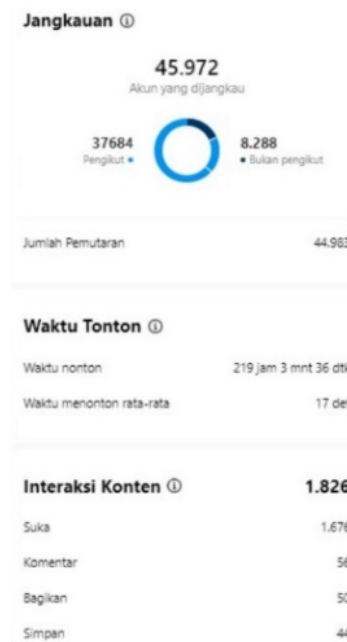 Jangkauan
45.972
Akun yang dijangkau
37684
Pengikut
8.288
Bukan pengikut
Jumlah Pemutaran 44.983
Waktu Tonton
Waktu nonton 219 jam 3 mnt 36 dtk
Waktu menonton rata-rata 17 det
Interaksi Konten 1.826
Suka 1.676
Komentar 56
Bagikan 50
Simpan 44